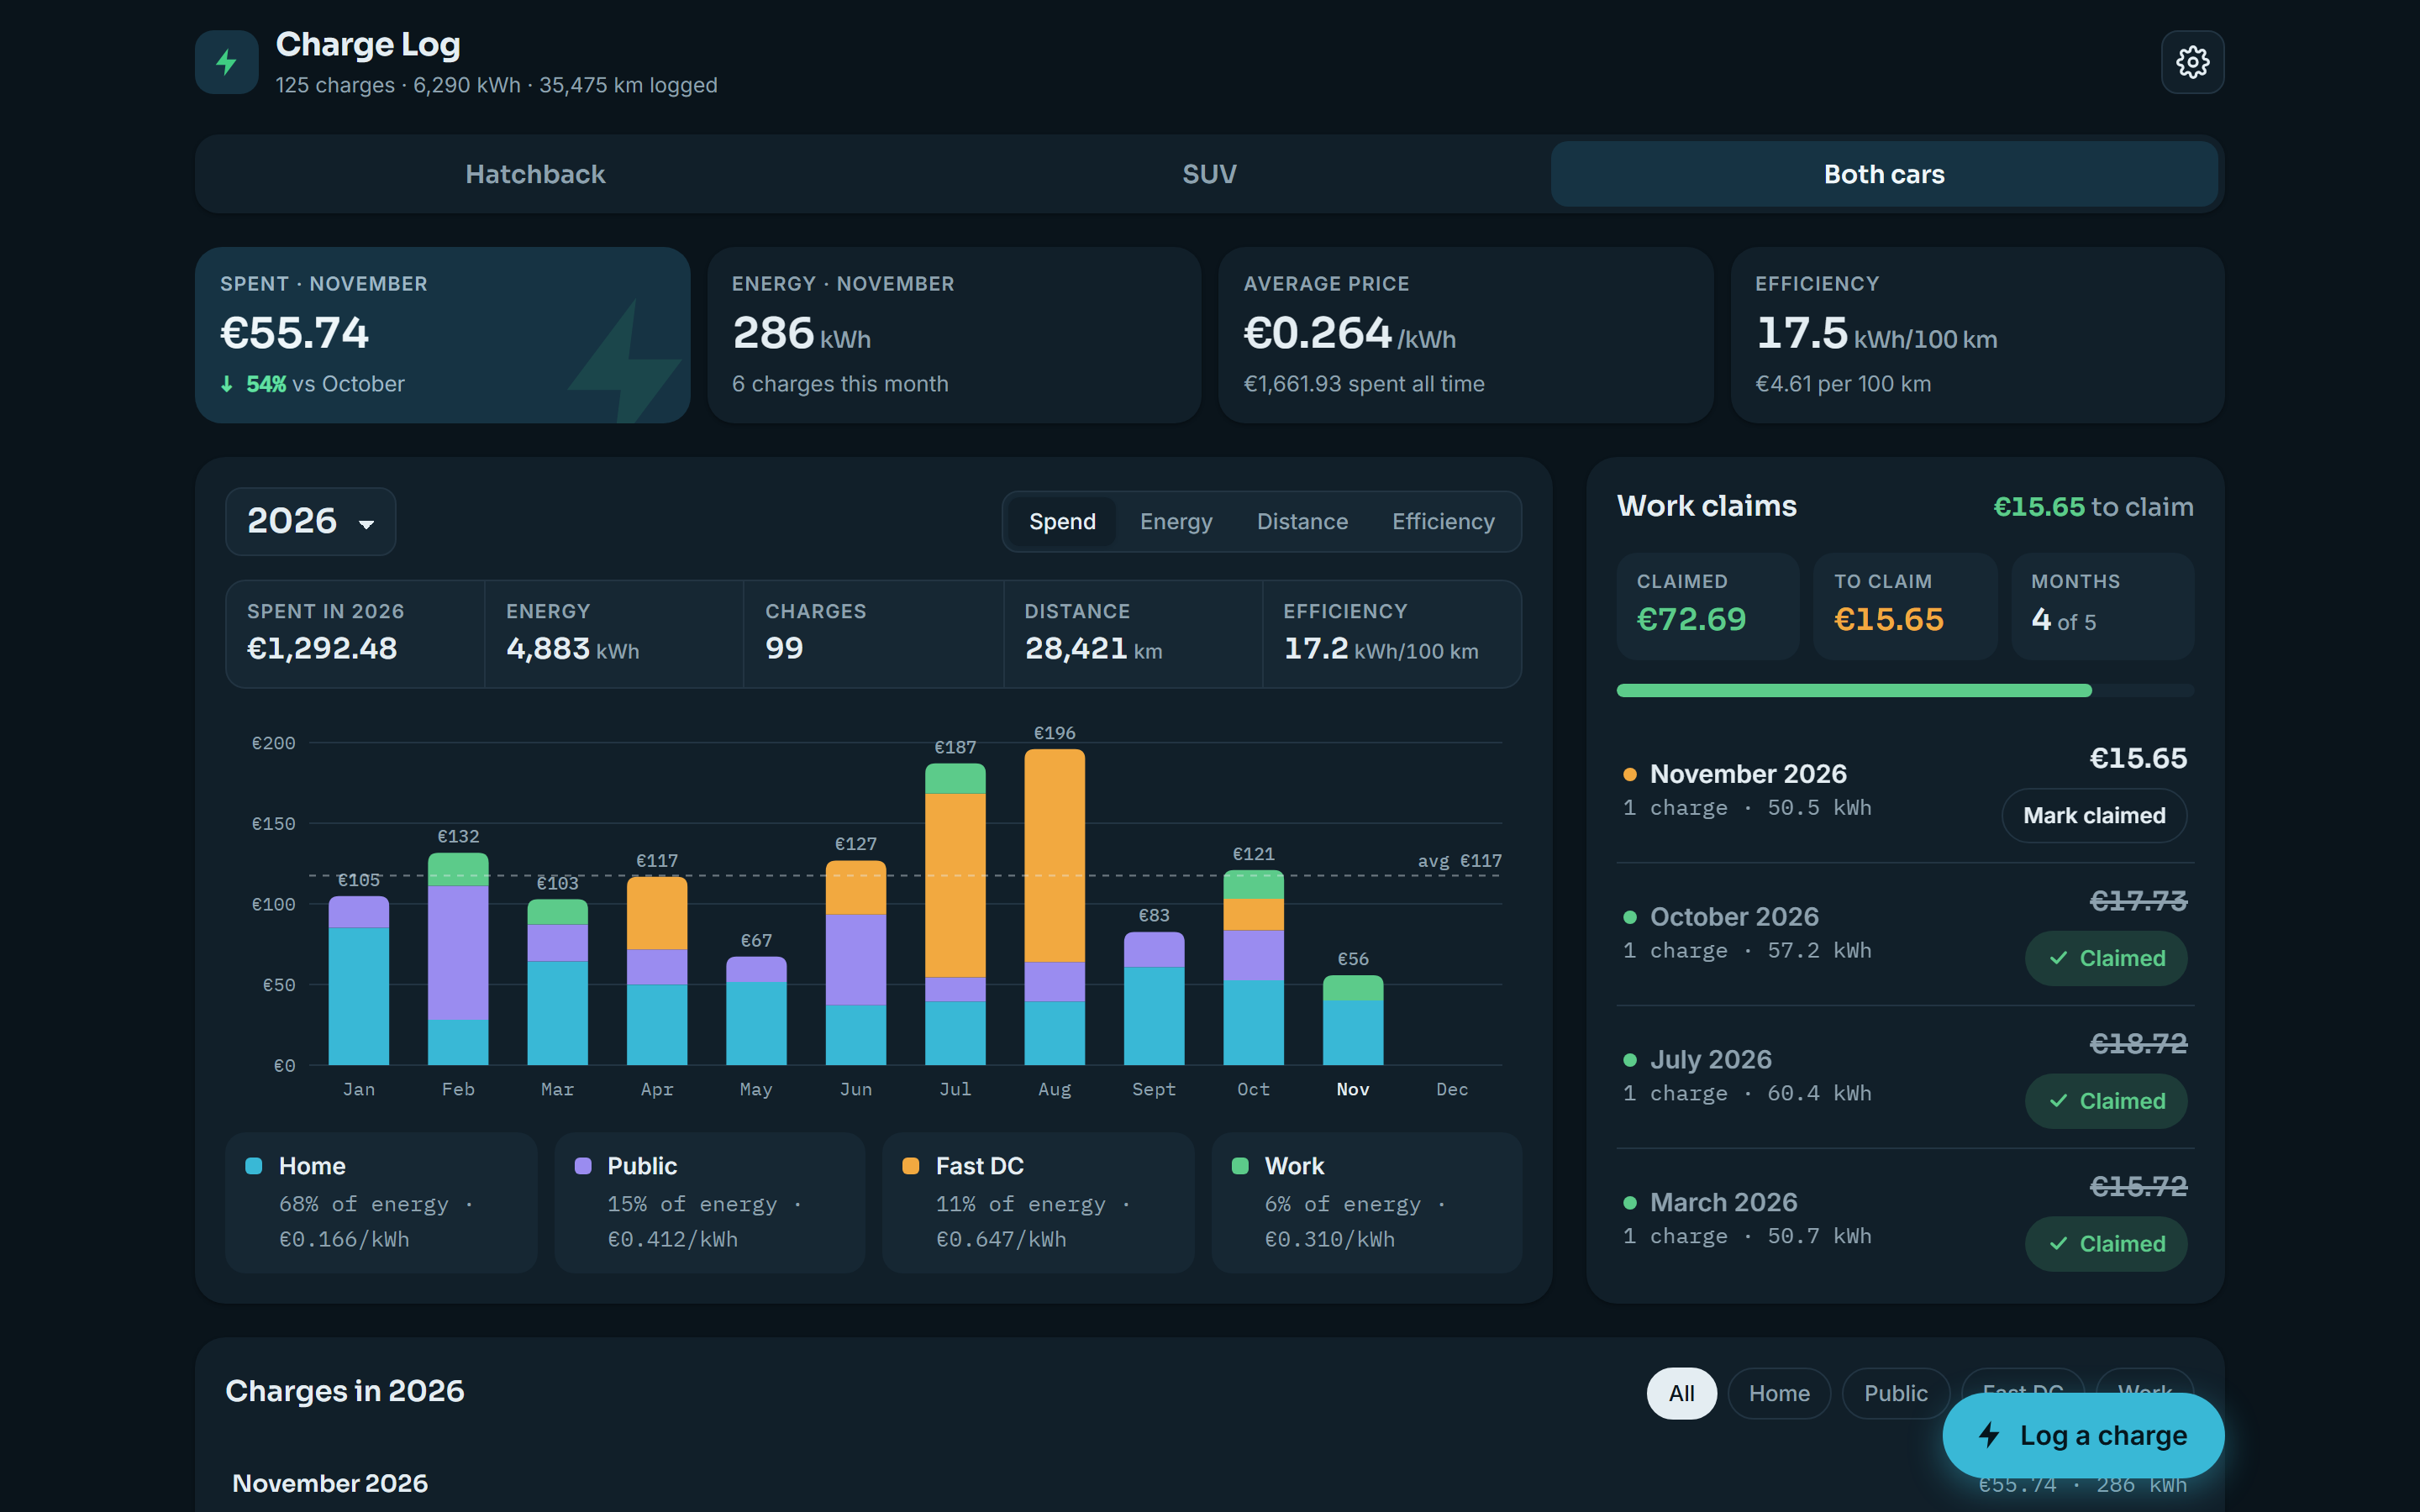 Charge Log
125 charges · 6,290 kWh · 35,475 km logged
Hatchback
SUV
Both cars
SPENT · NOVEMBER
€55.74
↓ 54% vs October
ENERGY · NOVEMBER
286 kWh
6 charges this month
AVERAGE PRICE
€0.264/kWh
€1,661.93 spent all time
EFFICIENCY
17.5 kWh/100 km
€4.61 per 100 km
2026
Spend
Energy
Distance
Efficiency
SPENT IN 2026
€1,292.48
ENERGY
4,883 kWh
CHARGES
99
DISTANCE
28,421 km
EFFICIENCY
17.2 kWh/100 km
€200
€150
€100
€50
€0
€105
€132
€103
€117
€67
€127
€187
€196
€83
€121
€56
avg €117
Jan
Feb
Mar
Apr
May
Jun
Jul
Aug
Sept
Oct
Nov
Dec
Home
68% of energy ·
€0.166/kWh
Public
15% of energy ·
€0.412/kWh
Fast DC
11% of energy ·
€0.647/kWh
Work
6% of energy ·
€0.310/kWh
Work claims
€15.65 to claim
CLAIMED
€72.69
TO CLAIM
€15.65
MONTHS
4 of 5
November 2026
1 charge · 50.5 kWh
€15.65
Mark claimed
October 2026
1 charge · 57.2 kWh
€17.73
Claimed
July 2026
1 charge · 60.4 kWh
€18.72
Claimed
March 2026
1 charge · 50.7 kWh
€15.72
Claimed
Charges in 2026
All
Home
Public
Fast DC
Work
Log a charge
November 2026
€55.74 · 286 kWh